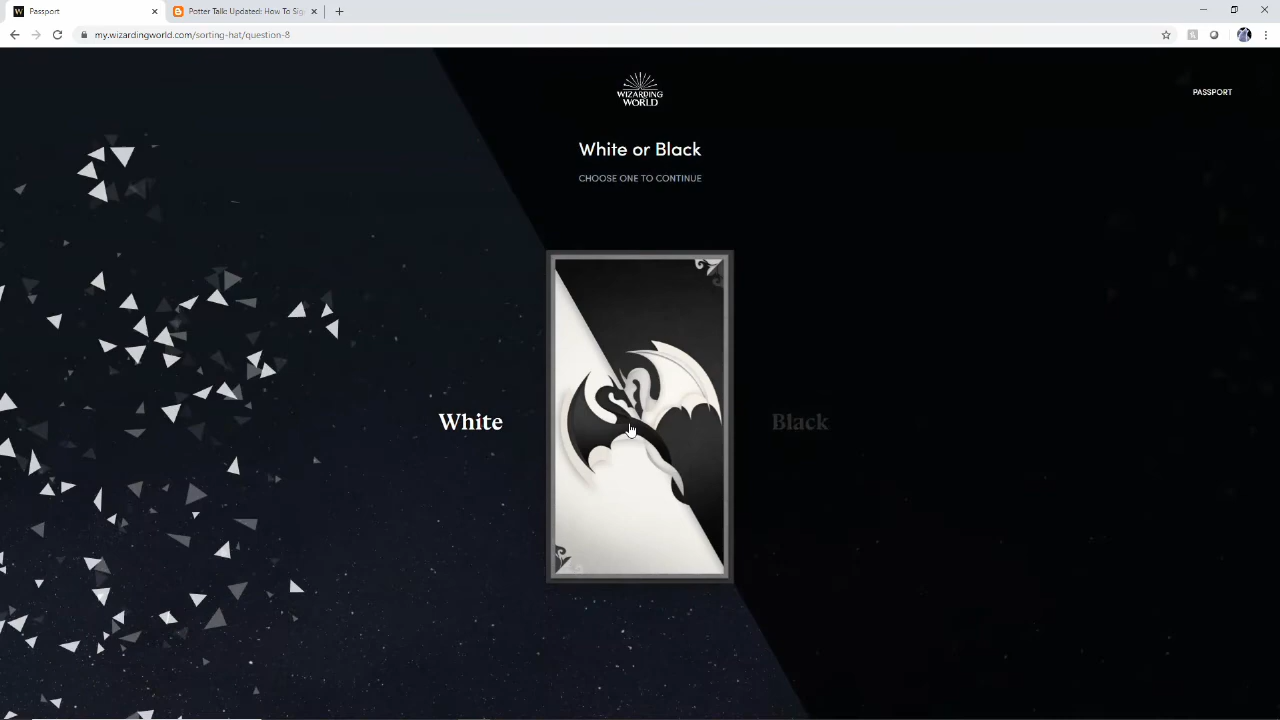 Passport
Potter Talk: Updated: How To Sig
my.wizardingworld.com/sorting-hat/question-8
WIZARDING
WORLD
PASSPORT
White or Black
CHOOSE ONE TO CONTINUE
White
Black